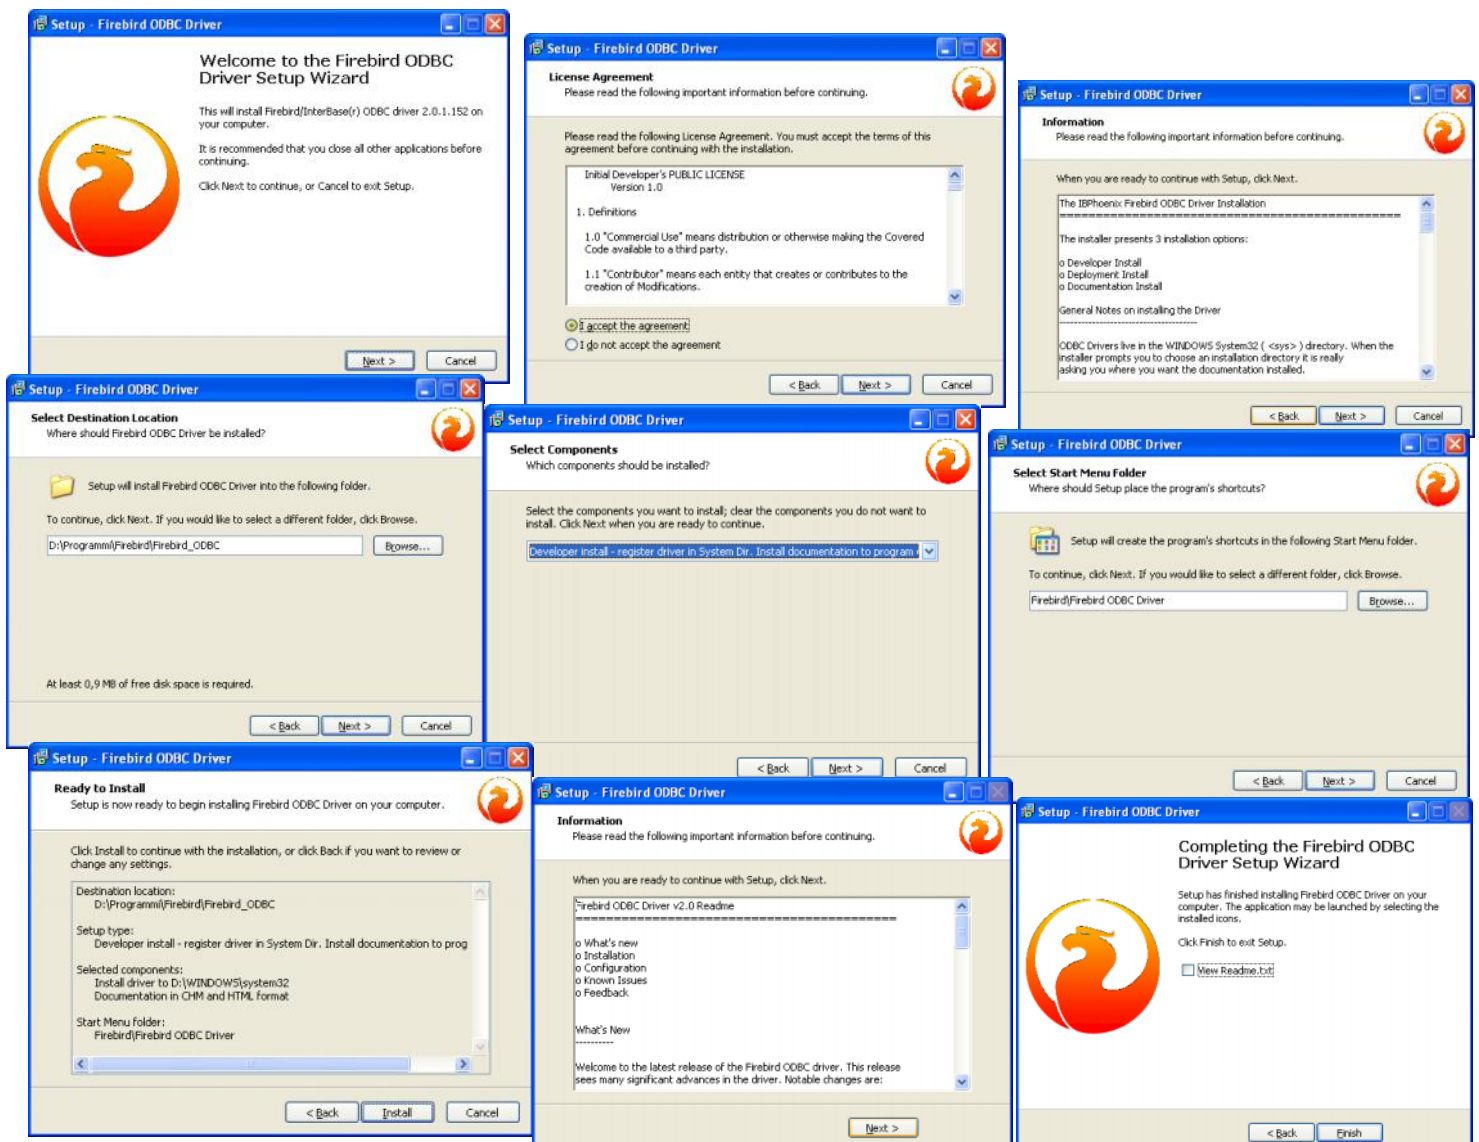 Setup - Firebird ODBC Driver
Welcome to the Firebird ODBC
Driver Setup Wizard
This will install Firebird/InterBase(r) ODBC driver 2.0.1.152 on
your computer.
It is recommended that you close all other applications before
continuing.
Click Next to continue, or Cancel to exit Setup.
Next >
Cancel
Setup - Firebird ODBC Driver
License Agreement
Please read the following important information before continuing.
Please read the following License Agreement. You must accept the terms of this
agreement before continuing with the installation.
Initial Developer's PUBLIC LICENSE
Version 1.0
1. Definitions
1.0 "Commercial Use" means distribution or otherwise making the Covered
Code available to a third party.
1.1 "Contributor" means each entity that creates or contributes to the
creation of Modifications.
I accept the agreement
I do not accept the agreement
< Back
Next >
Cancel
Setup - Firebird ODBC Driver
Information
Please read the following important information before continuing.
When you are ready to continue with Setup, click Next.
The IBPhoenix Firebird ODBC Driver Installation
==================================================
The installer presents 3 installation options:
o Developer Install
o Deployment Install
o Documentation Install
General Notes on installing the Driver
--------------------------------------
ODBC Drivers live in the WINDOWS System32 ( <sys> ) directory. When the
installer prompts you to choose an installation directory it is really
asking you where you want the documentation installed.
< Back
Next >
Cancel
Setup - Firebird ODBC Driver
Select Destination Location
Where should Firebird ODBC Driver be installed?
Setup will install Firebird ODBC Driver into the following folder.
To continue, click Next. If you would like to select a different folder, click Browse.
D:\Programmi\Firebird\Firebird_ODBC
Browse...
At least 0,9 MB of free disk space is required.
< Back
Next >
Cancel
Setup - Firebird ODBC Driver
Select Components
Which components should be installed?
Select the components you want to install; clear the components you do not want to
install. Click Next when you are ready to continue.
Developer install - register driver in System Dir. Install documentation to program
< Back
Next >
Cancel
Setup - Firebird ODBC Driver
Select Start Menu Folder
Where should Setup place the program's shortcuts?
Setup will create the program's shortcuts in the following Start Menu folder.
To continue, click Next. If you would like to select a different folder, click Browse.
Firebird\Firebird ODBC Driver
Browse...
< Back
Next >
Cancel
Setup - Firebird ODBC Driver
Ready to Install
Setup is now ready to begin installing Firebird ODBC Driver on your computer.
Click Install to continue with the installation, or click Back if you want to review or
change any settings.
Destination location:
D:\Programmi\Firebird\Firebird_ODBC
Setup type:
Developer install - register driver in System Dir. Install documentation to prog
Selected components:
Install driver to D:\WINDOWS\system32
Documentation in CHM and HTML format
Start Menu folder:
Firebird\Firebird ODBC Driver
< Back
Install
Cancel
Setup - Firebird ODBC Driver
Information
Please read the following important information before continuing.
When you are ready to continue with Setup, click Next.
Firebird ODBC Driver v2.0 Readme
===========================================
o What's new
o Installation
o Configuration
o Known Issues
o Feedback
What's New
----------
Welcome to the latest release of the Firebird ODBC driver. This release
sees many significant advances in the driver. Notable changes are:
Next >
Setup - Firebird ODBC Driver
Completing the Firebird ODBC
Driver Setup Wizard
Setup has finished installing Firebird ODBC Driver on your
computer. The application may be launched by selecting the
installed icons.
Click Finish to exit Setup.
View Readme.txt
< Back
Finish